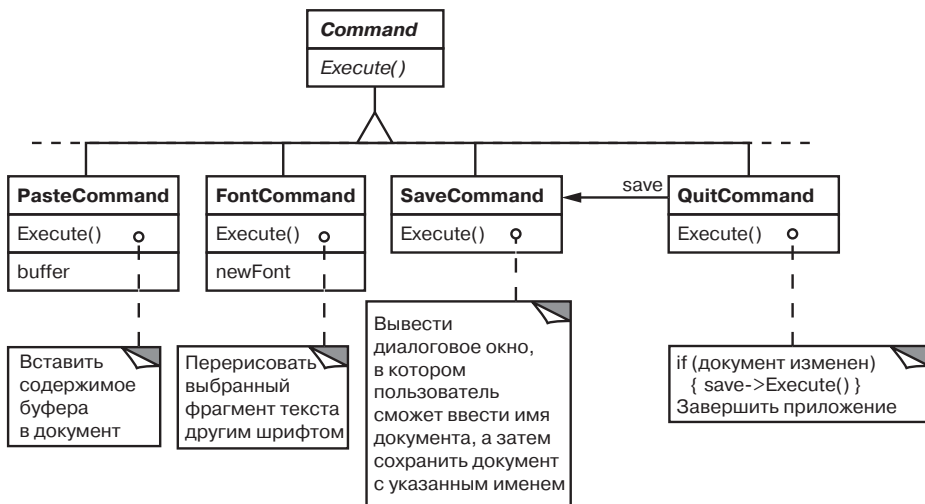 Command
Execute()
PasteCommand
Execute()
buffer
FontCommand
Execute()
newFont
SaveCommand
Execute()
save
QuitCommand
Execute()
Вставить
содержимое
буфера
в документ
Перерисовать
выбранный
фрагмент текста
другим шрифтом
Вывести
диалоговое окно,
в котором
пользователь
сможет ввести имя
документа, а затем
сохранить документ
с указанным именем
if (документ изменен)
{ save->Execute() }
Завершить приложение